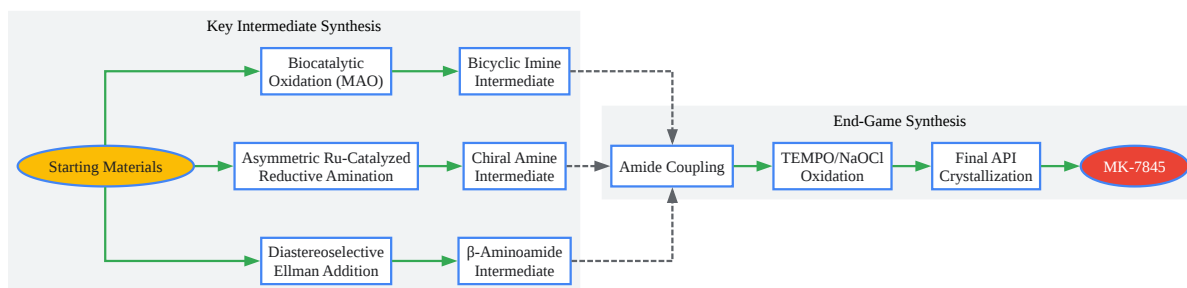 Key Intermediate Synthesis
Biocatalytic
Oxidation (MAO)
Bicyclic Imine
Intermediate
End-Game Synthesis
Starting Materials
Asymmetric Ru-Catalyzed
Reductive Amination
Chiral Amine
Intermediate
Amide Coupling
TEMPO/NaOCl
Oxidation
Final API
Crystallization
MK-7845
Diastereoselective
Ellman Addition
β-Aminoamide
Intermediate